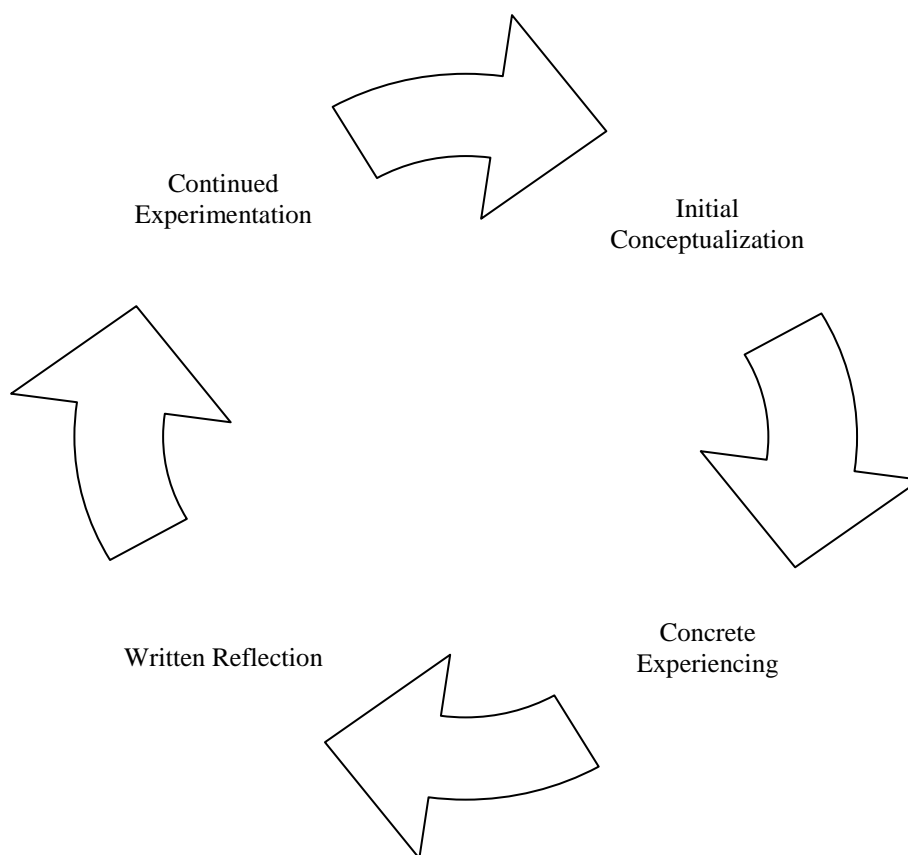 Continued
Experimentation
Initial
Conceptualization
Concrete
Experiencing
Written Reflection